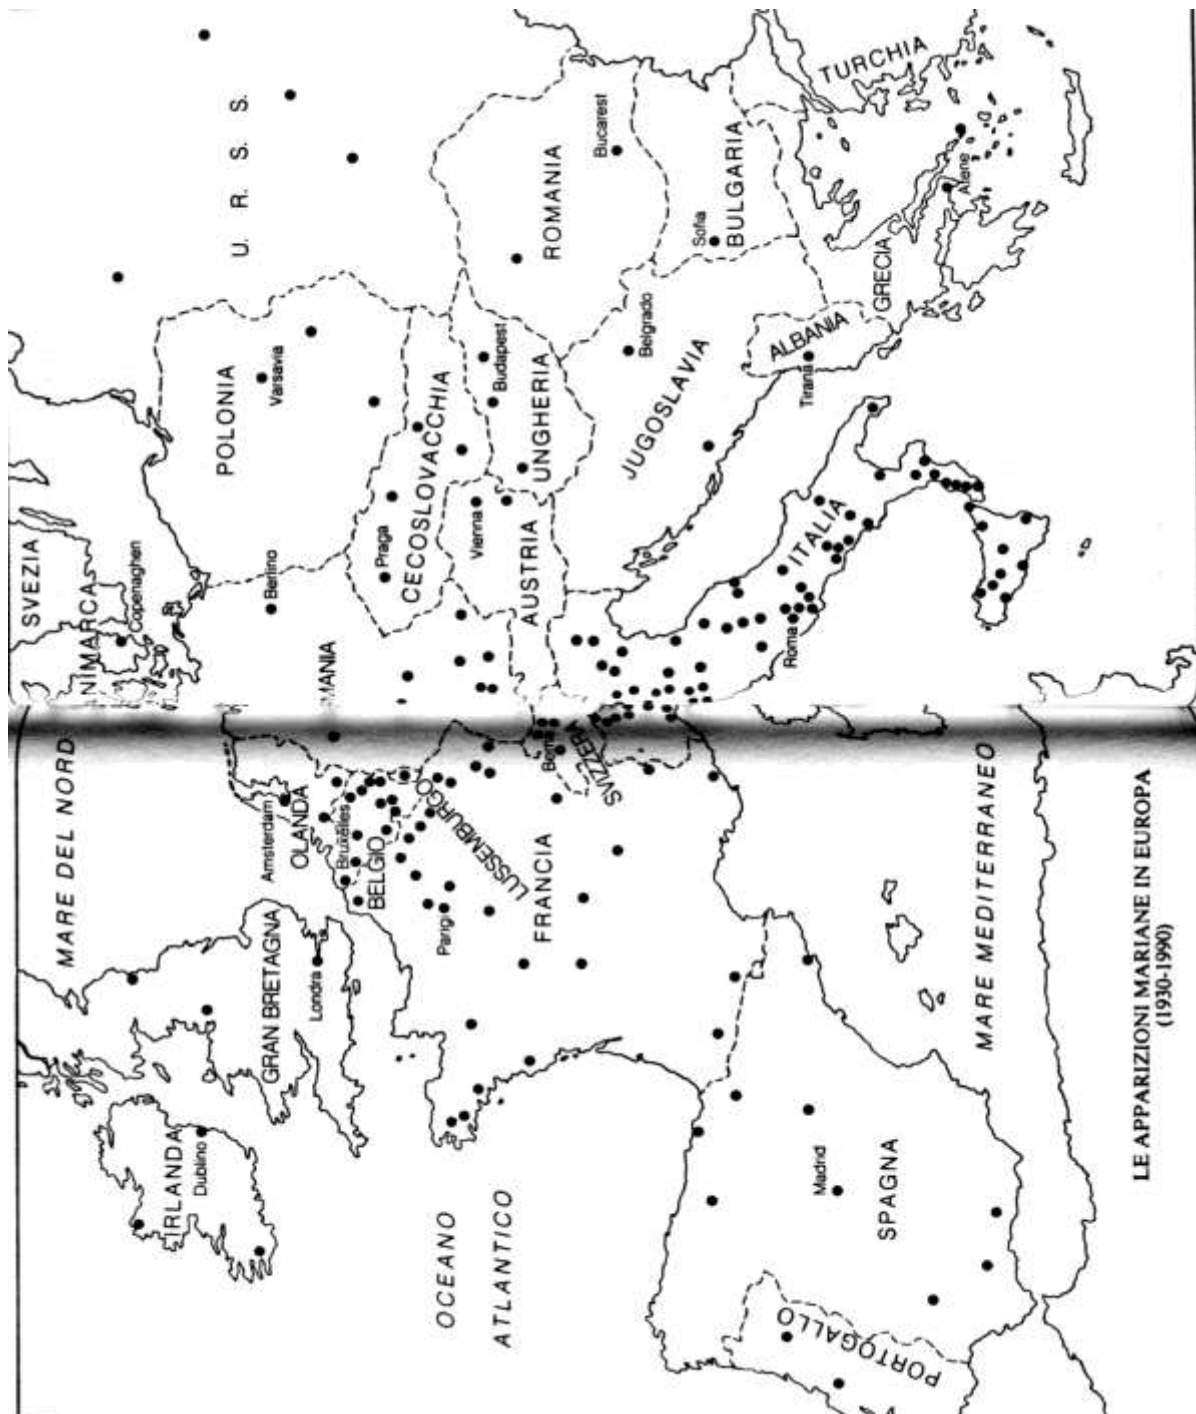 MARE DEL NORD
SVEZIA
NIMARCA
Copenaghen
IRLANDA
Dublino
GRAN BRETAGNA
Londra
Amsterdam
OLANDA
Bruxelles
BELGIO
LUSSEMBURGO
MANIA
Berlino
POLONIA
Varsavia
U. R. S. S.
Praga
CECOSLOVACCHIA
Parigi
FRANCIA
Berna
SVIZZERA
Vienna
AUSTRIA
Budapest
UNGHERIA
ROMANIA
Bucarest
OCEANO
ATLANTICO
Belgrado
JUGOSLAVIA
Sofia
BULGARIA
TURCHIA
PORTOGALLO
Madrid
SPAGNA
Roma
ITALIA
Tirana
ALBANIA
GRECIA
Atene
MARE MEDITERRANEO
LE APPARIZIONI MARIANE IN EUROPA
(1930-1990)